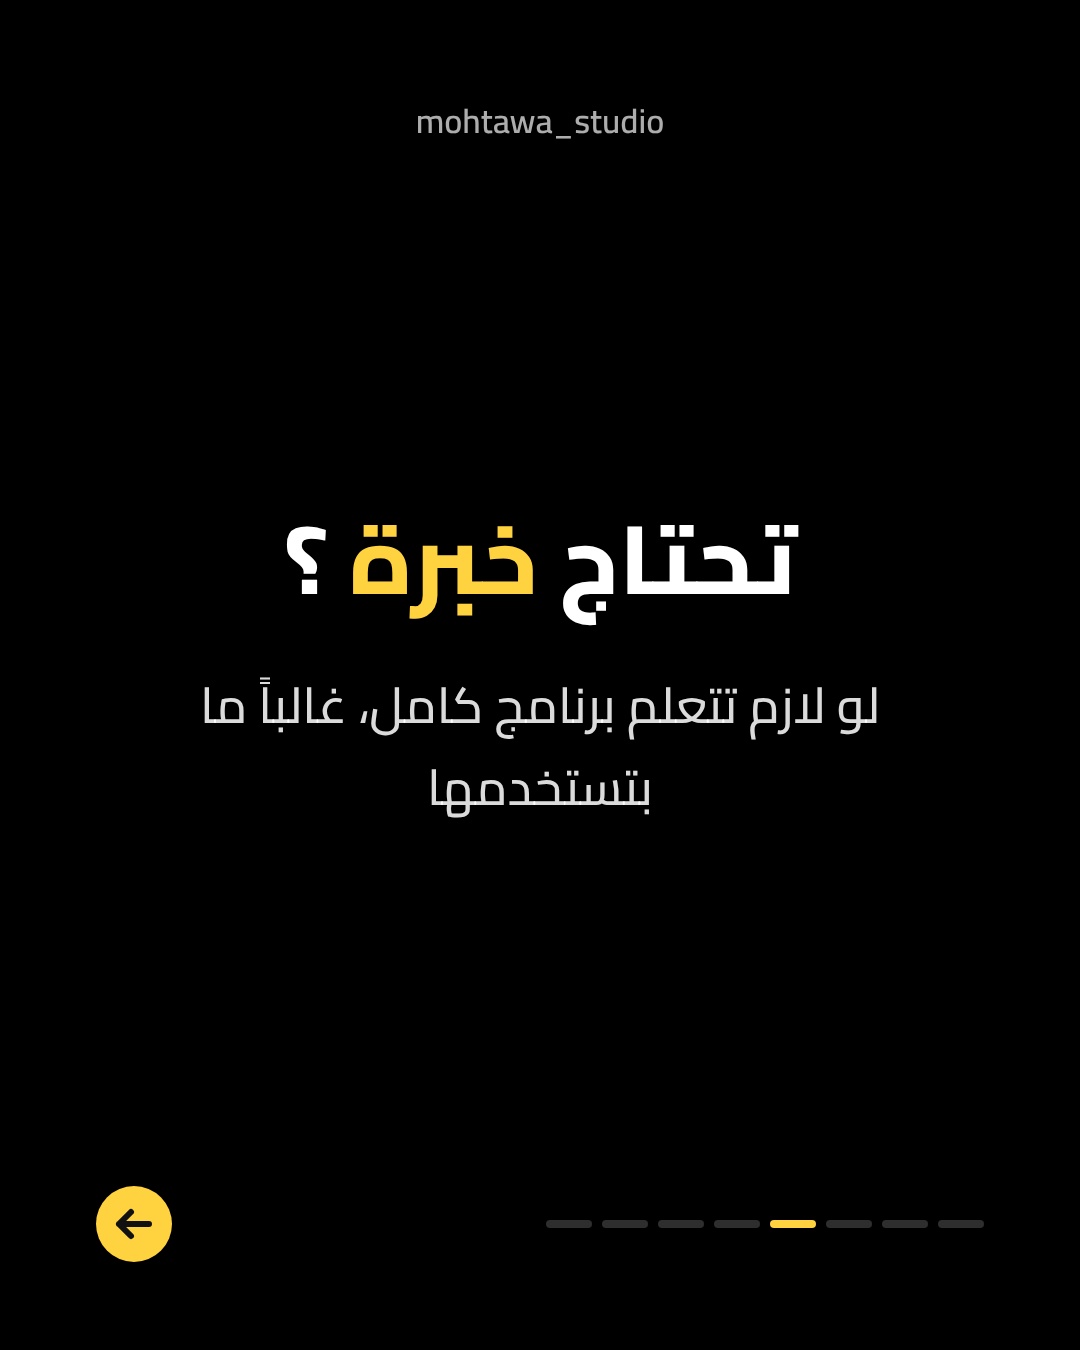 mohtawa_studio
تحتاج خبرة ؟
لو لازم تتعلم برنامج كامل، غالباً ما
بتستخدمها